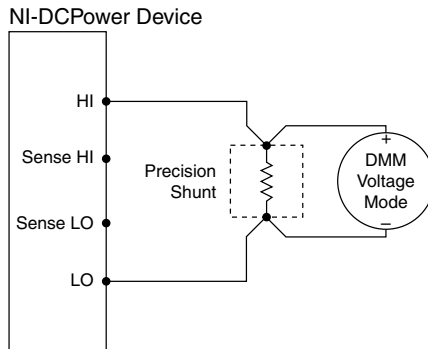 NI-DCPower Device
HI
Sense HI
Sense LO
LO
Precision
Shunt
+
DMM
Voltage
Mode
–